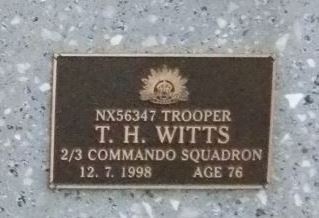 NX56347 TROOPER
T. H. WITTS
2/3 COMMANDO SQUADRON
12. 7. 1998 AGE 76